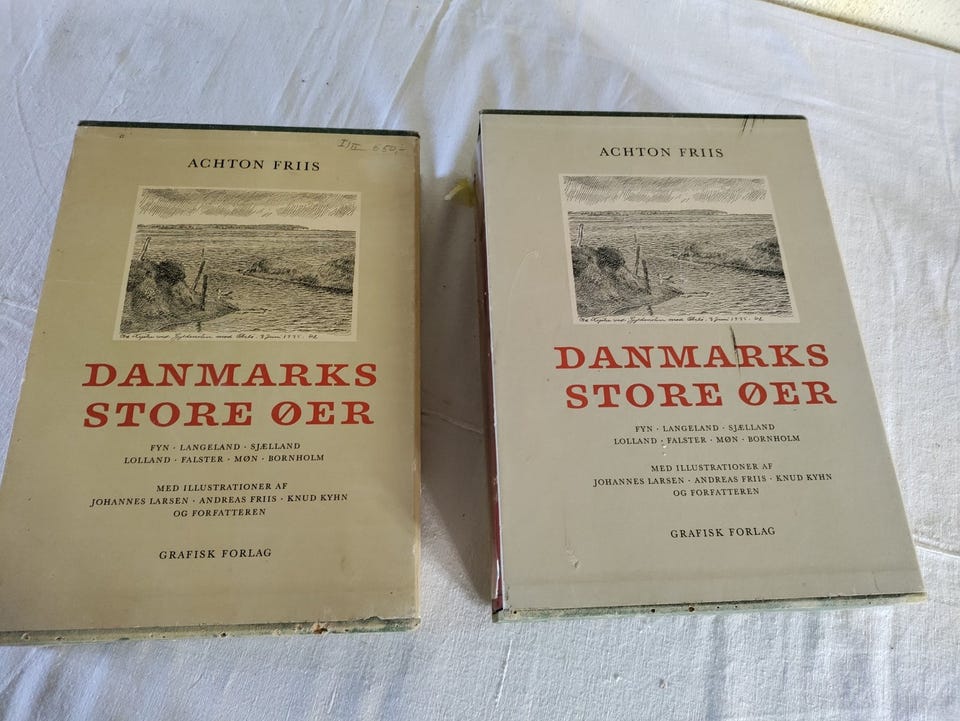 I/II 650,-
ACHTON FRIIS
DANMARKS
STORE ØER
FYN · LANGELAND · SJÆLLAND
LOLLAND · FALSTER · MØN · BORNHOLM
MED ILLUSTRATIONER AF
JOHANNES LARSEN · ANDREAS FRIIS · KNUD KYHN
OG FORFATTEREN
GRAFISK FORLAG
ACHTON FRIIS
DANMARKS
STORE ØER
FYN · LANGELAND · SJÆLLAND
LOLLAND · FALSTER · MØN · BORNHOLM
MED ILLUSTRATIONER AF
JOHANNES LARSEN · ANDREAS FRIIS · KNUD KYHN
OG FORFATTEREN
GRAFISK FORLAG